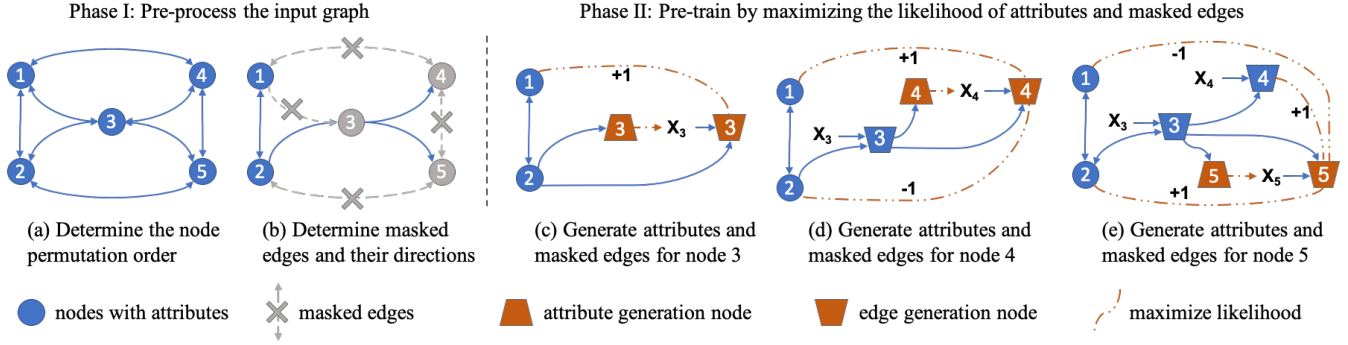 Phase I: Pre-process the input graph
Phase II: Pre-train by maximizing the likelihood of attributes and masked edges
1
4
3
2
5
1
4
3
2
5
1
+1
3
X3
3
2
1
+1
4
X4
4
X3
3
2
-1
1
-1
X4
4
X3
3
+1
2
5
X5
5
+1
(a) Determine the node
permutation order
(b) Determine masked
edges and their directions
(c) Generate attributes and
masked edges for node 3
(d) Generate attributes and
masked edges for node 4
(e) Generate attributes and
masked edges for node 5
nodes with attributes
masked edges
attribute generation node
edge generation node
maximize likelihood